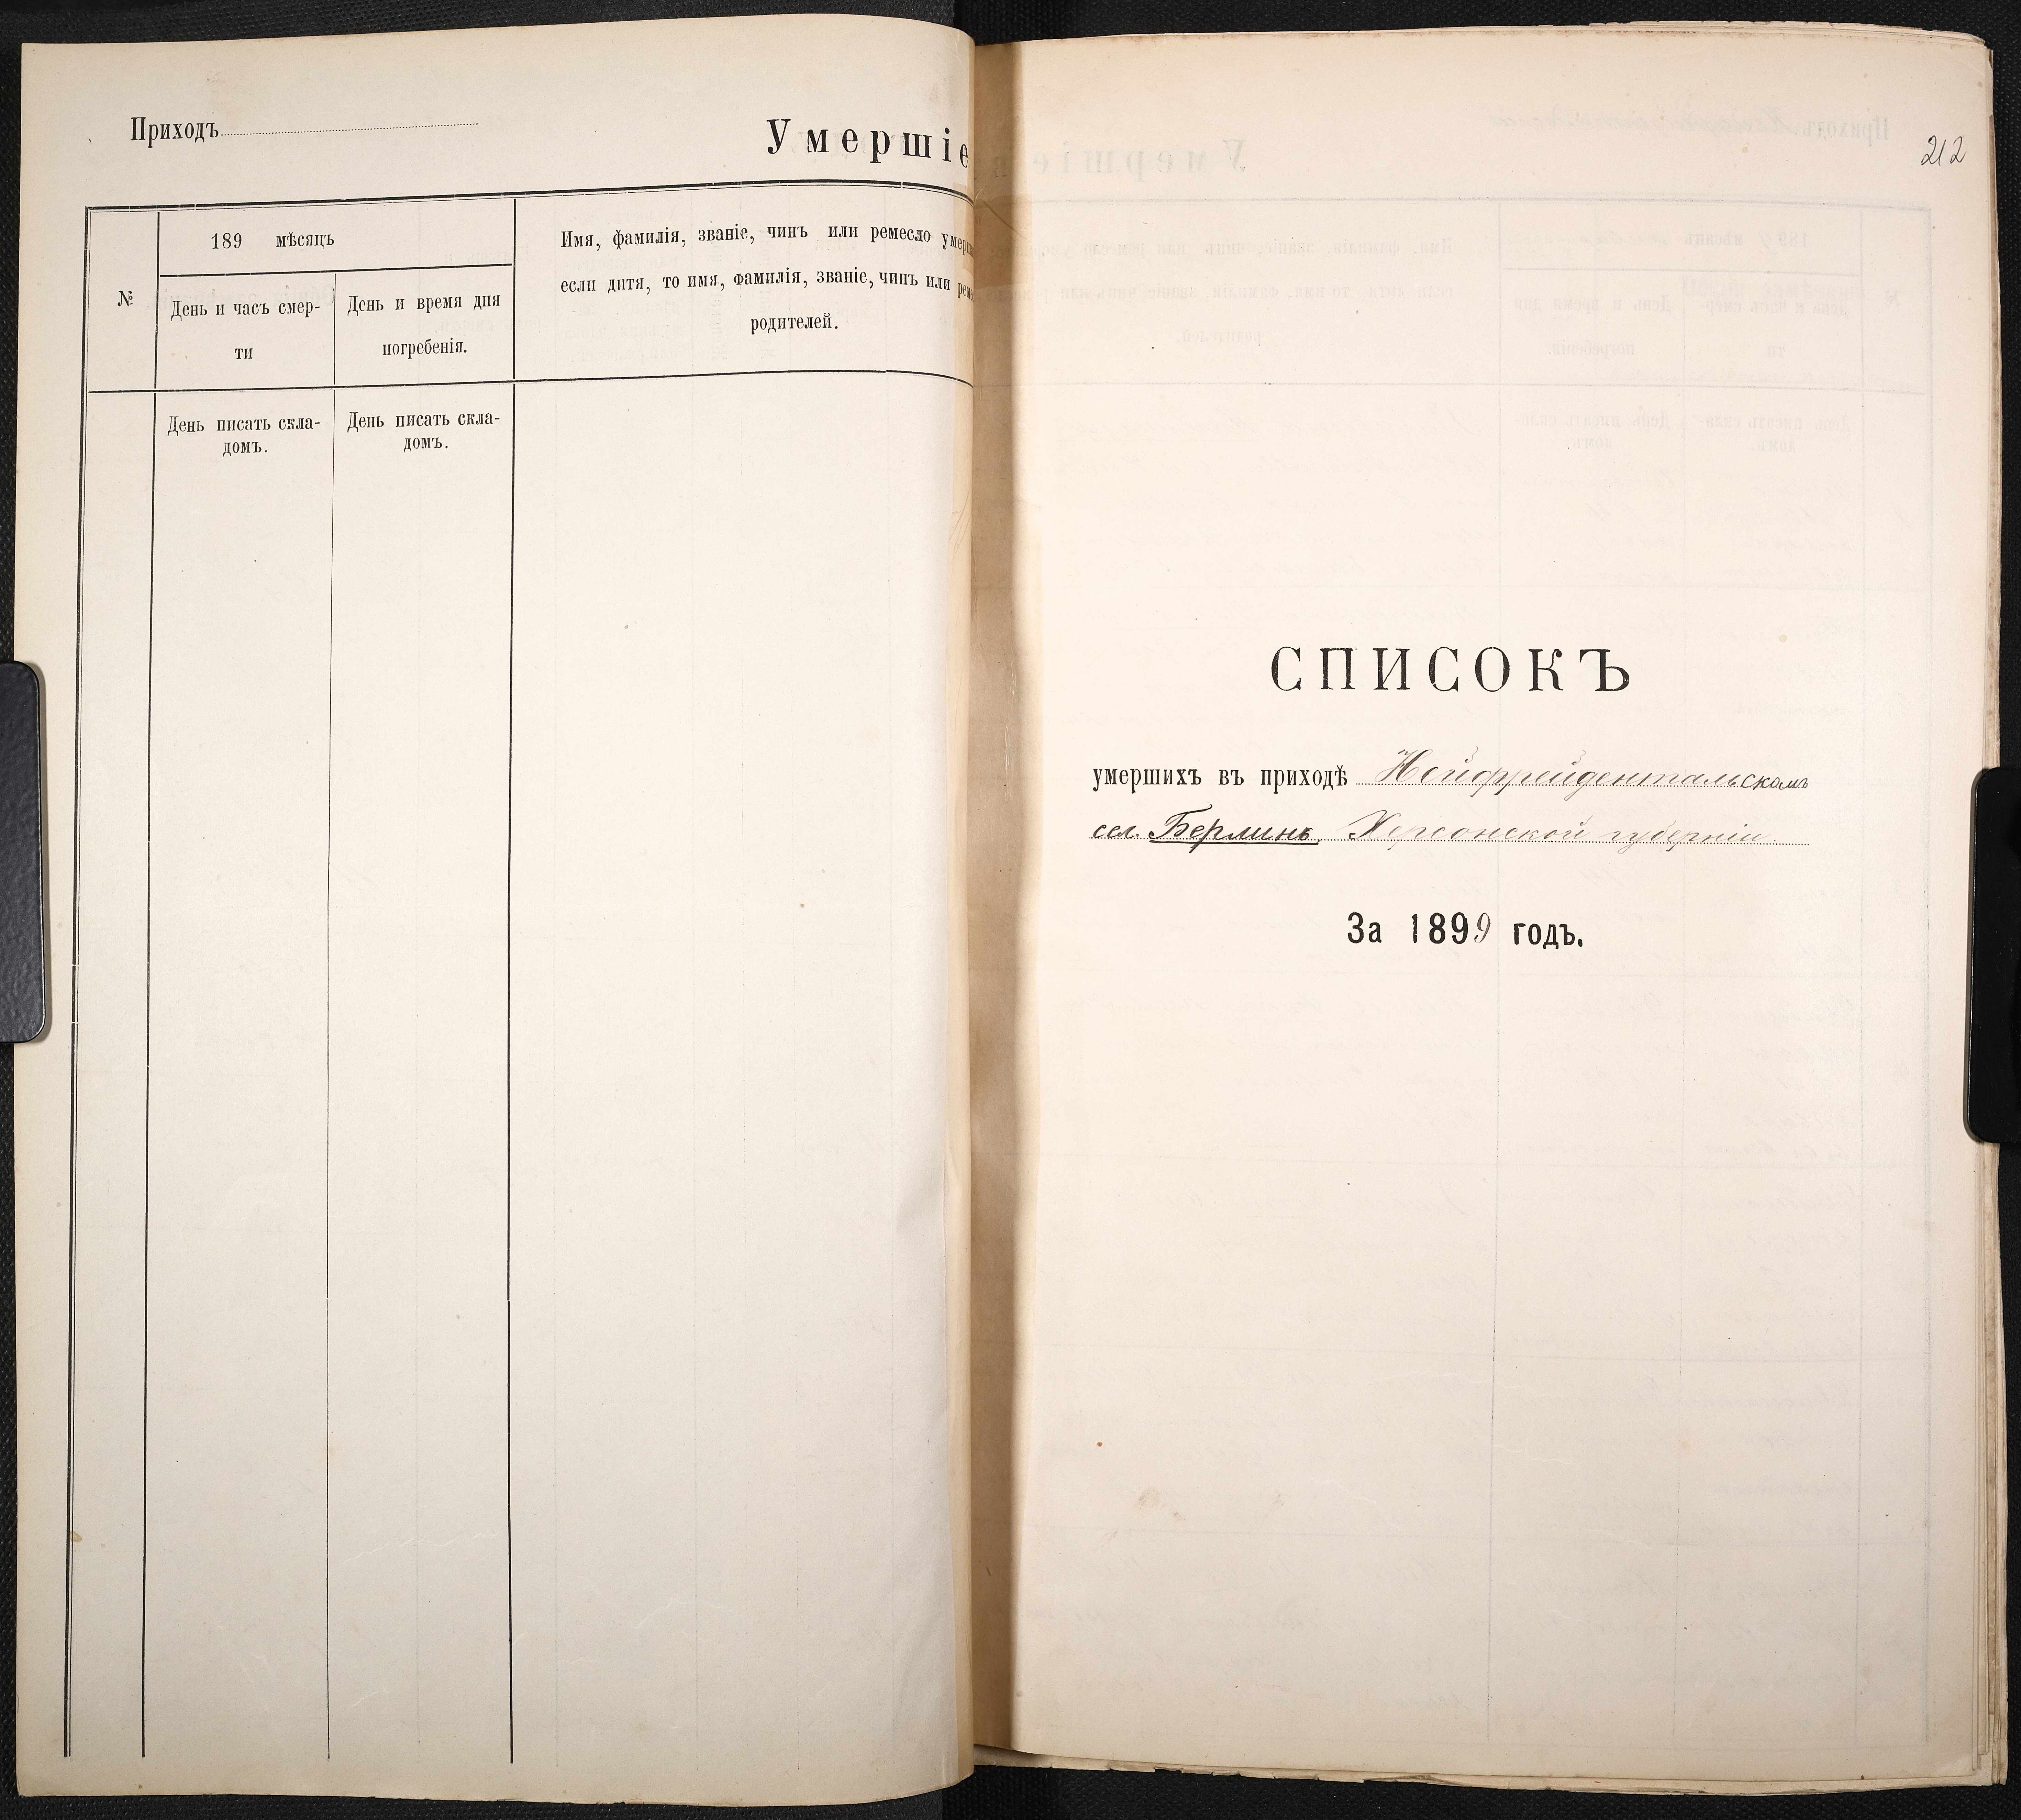 Приходъ
Умершіе
№
189 мѣсяцъ
День и часъ смер-
ти
День и время дня
погребенія.
Имя, фамилія, званіе, чинъ или ремесло умерш
если дитя, то имя, фамилія, званіе, чинъ или реме
родителей.
День писать скла-
домъ.
День писать скла-
домъ.
212
СПИСОКЪ
умершихъ въ приходѣ Нейфрейдентальскомъ
сел. Берлинъ, Херсонской губерніи.
За 1899 годъ.